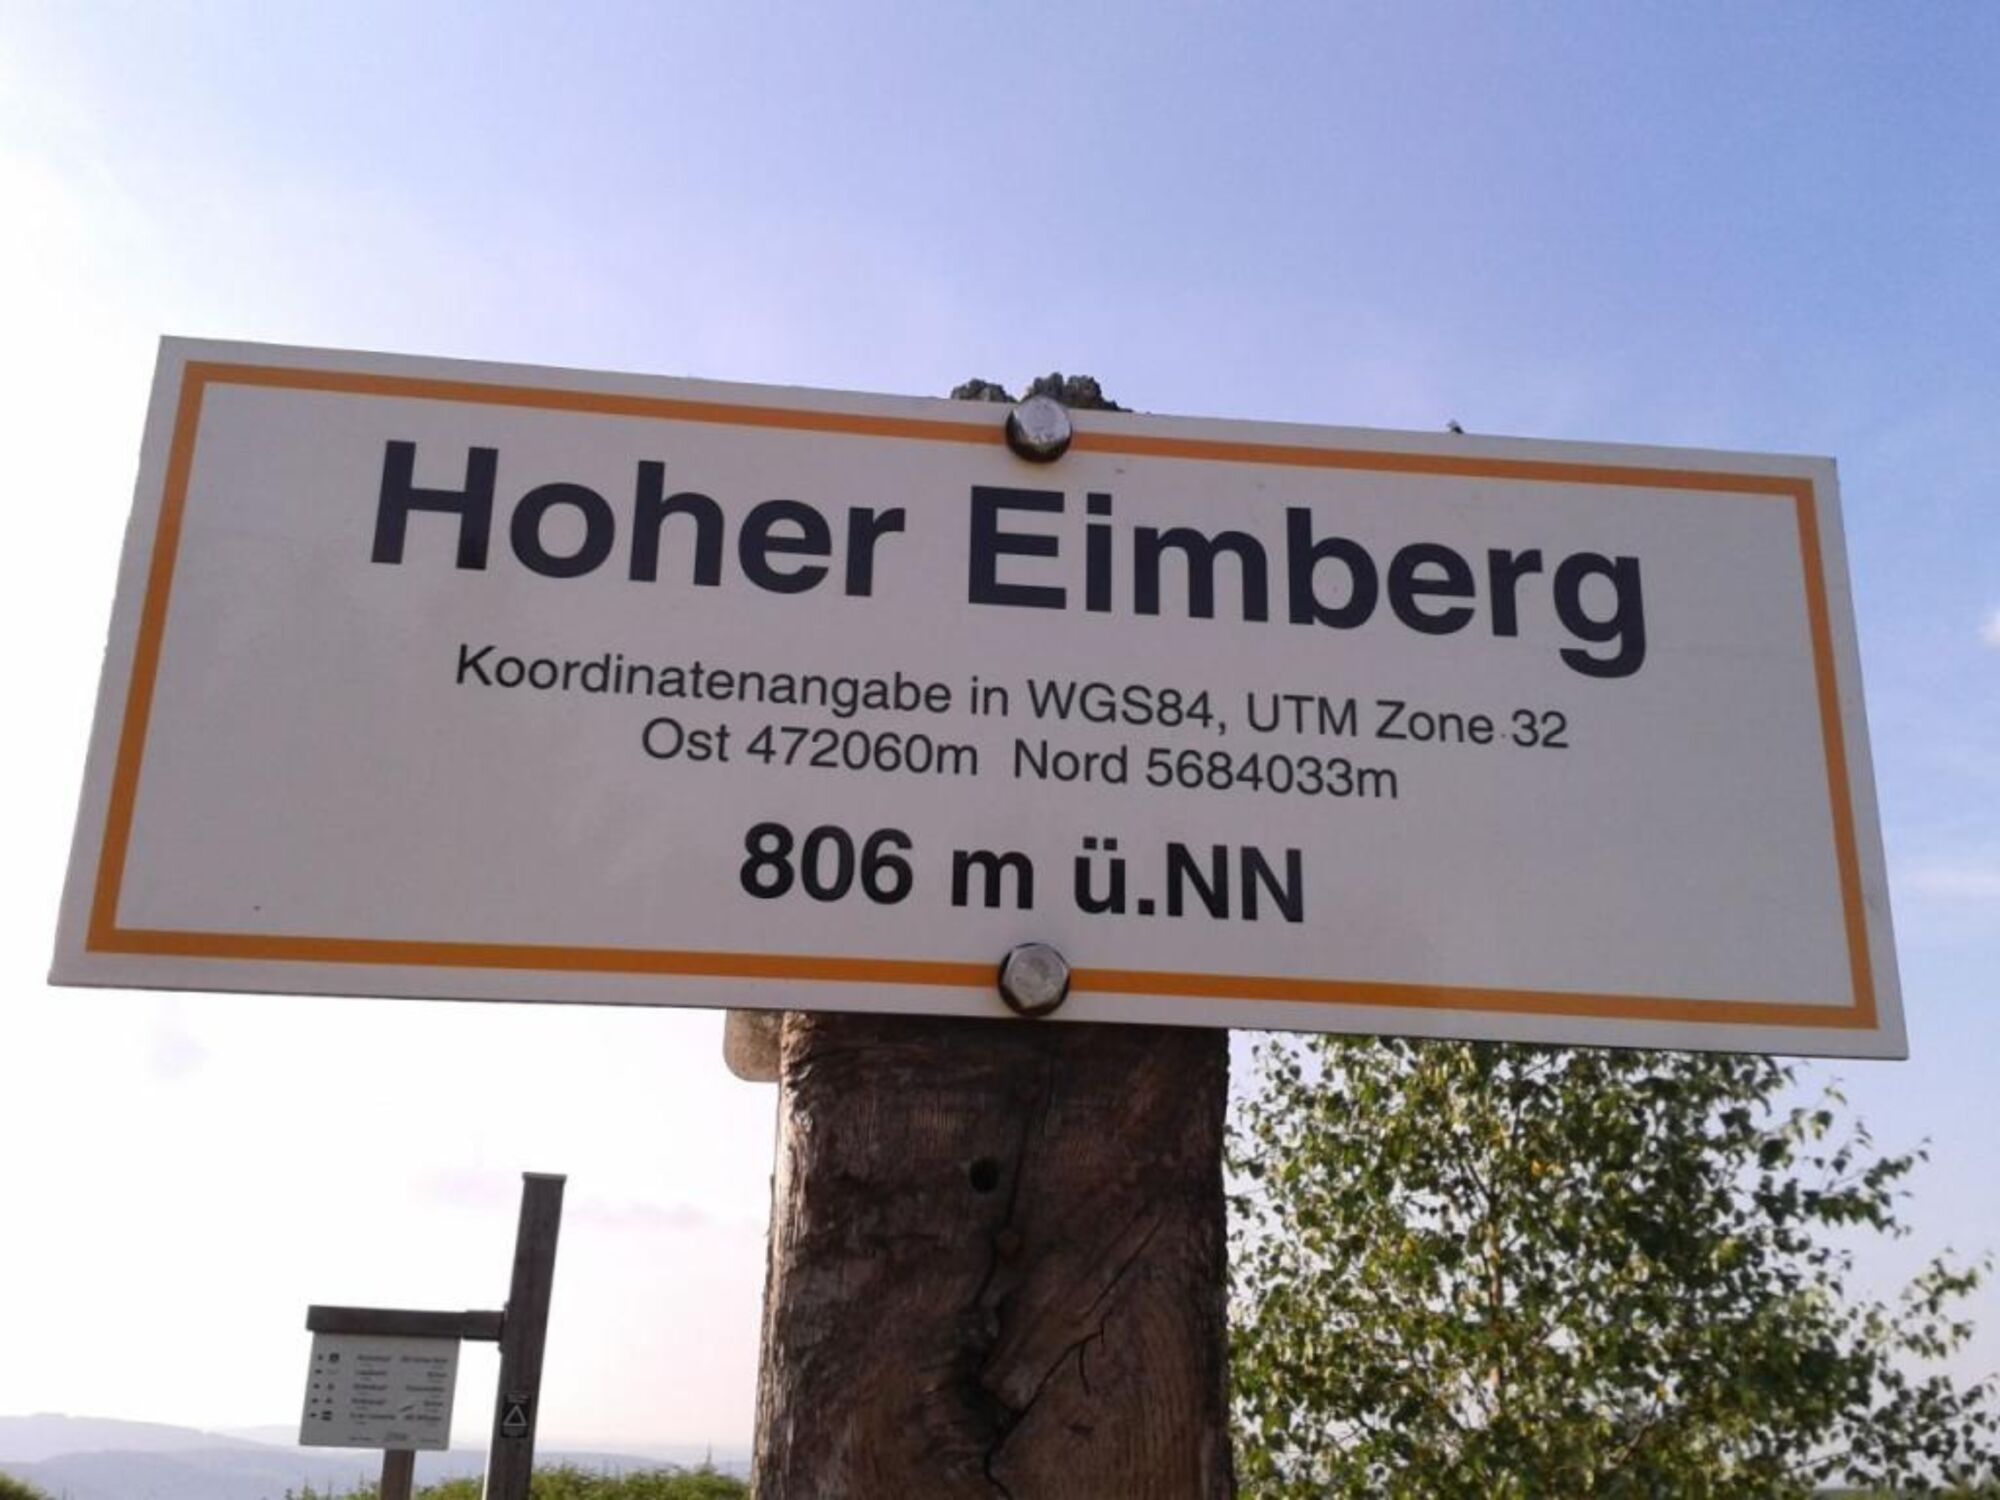 Hoher Eimberg
Koordinatenangabe in WGS84, UTM Zone 32
Ost 472060m Nord 5684033m
806 m ü.NN